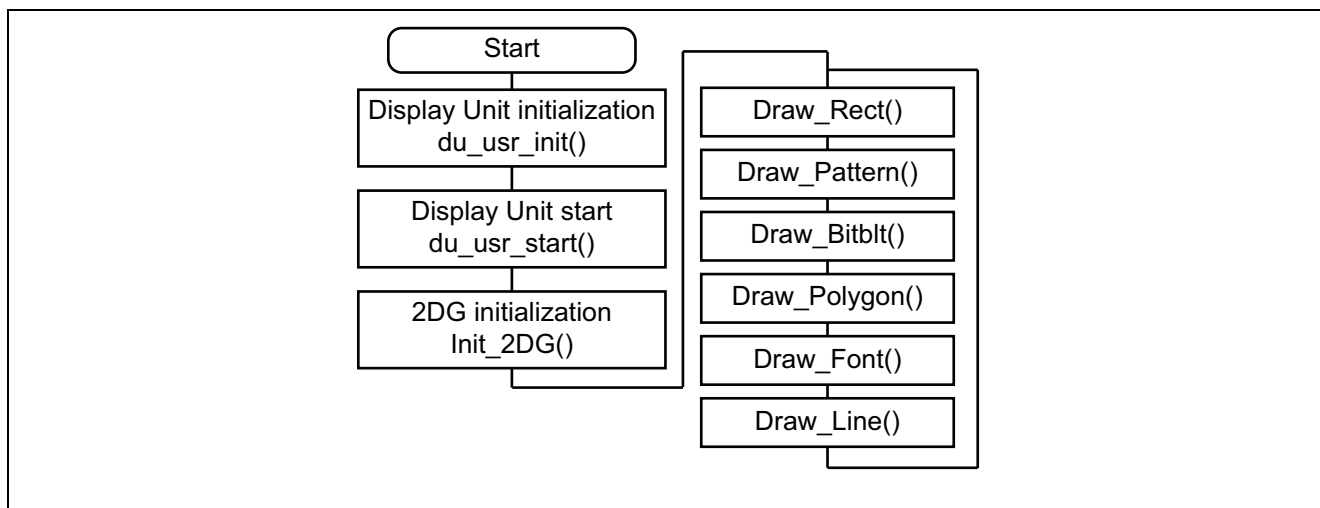 Start
Display Unit initialization
du_usr_init()
Display Unit start
du_usr_start()
2DG initialization
Init_2DG()
Draw_Rect()
Draw_Pattern()
Draw_Bitblt()
Draw_Polygon()
Draw_Font()
Draw_Line()